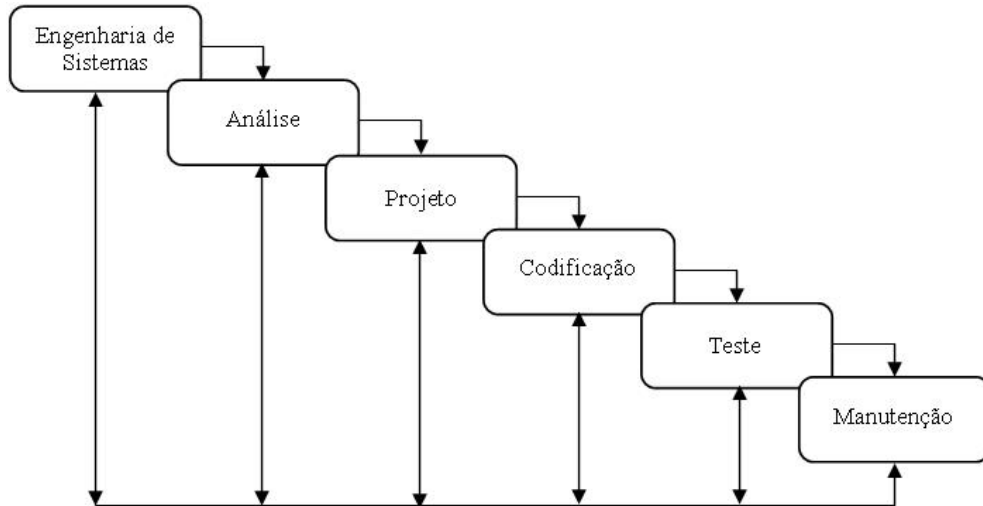 Engenharia de
Sistemas
Análise
Projeto
Codificação
Teste
Manutenção